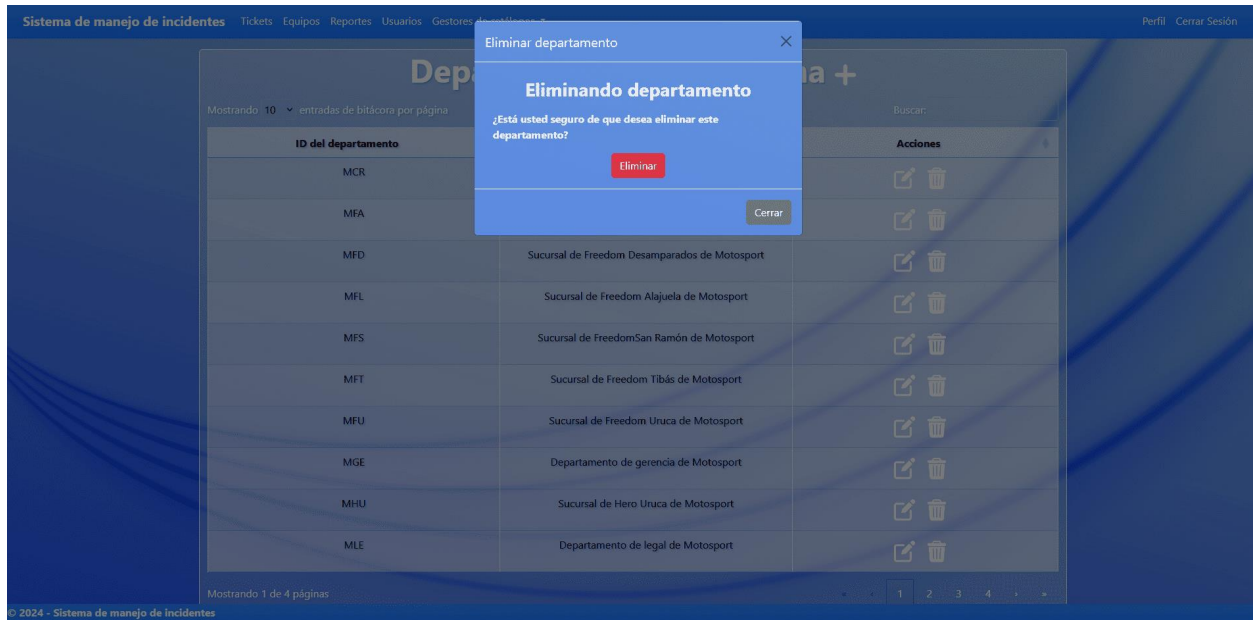 Sistema de manejo de incidentes Tickets Equipos Reportes Usuarios Gestores Perfil Cerrar Sesión
Eliminar departamento
Eliminando departamento
¿Está usted seguro de que desea eliminar este
departamento?
Eliminar
Cerrar
Mostrando 10 entradas de bitácora por página Buscar:
ID del departamento Acciones
MCR
MFA
MFD Sucursal de Freedom Desamparados de Motosport
MFL Sucursal de Freedom Alajuela de Motosport
MFS Sucursal de FreedomSan Ramón de Motosport
MFT Sucursal de Freedom Tibás de Motosport
MFU Sucursal de Freedom Uruca de Motosport
MGE Departamento de gerencia de Motosport
MHU Sucursal de Hero Uruca de Motosport
MLE Departamento de legal de Motosport
Mostrando 1 de 4 páginas « ‹ 1 2 3 4 › »
© 2024 - Sistema de manejo de incidentes